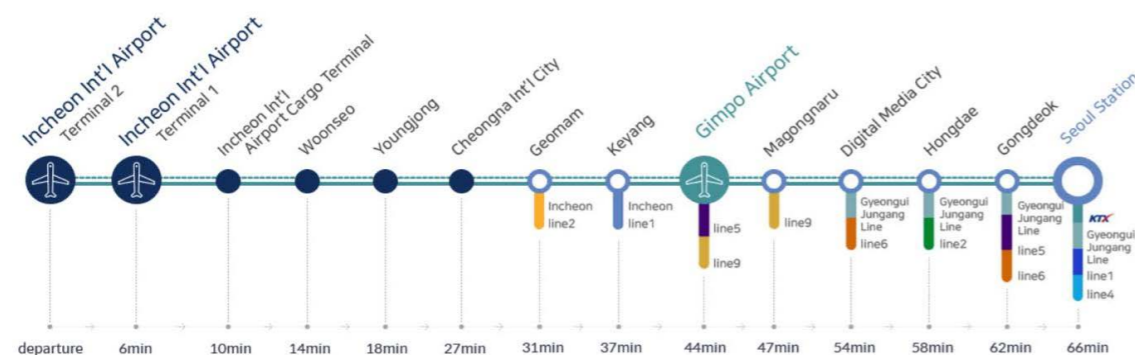 Incheon Int'l Airport
Terminal 2
Incheon Int'l Airport
Terminal 1
Incheon Int'l
Airport Cargo Terminal
Woonseo
Youngjong
Cheongna Int'l City
Geomam
Keyang
Gimpo Airport
Magongnaru
Digital Media City
Hongdae
Gongdeok
Seoul Station
Incheon
line2
Incheon
line1
line5
line9
line9
Gyeongui
Jungang
Line
line6
Gyeongui
Jungang
Line
line2
Gyeongui
Jungang
Line
line5
line6
KTX
Gyeongui
Jungang
Line
line1
line4
departure
6min
10min
14min
18min
27min
31min
37min
44min
47min
54min
58min
62min
66min